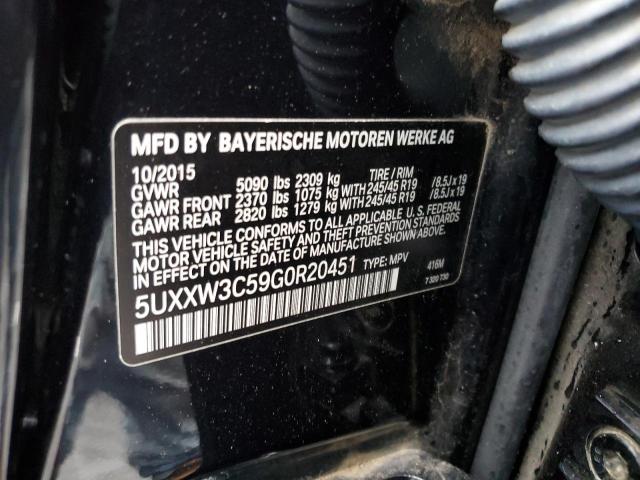 MFD BY BAYERISCHE MOTOREN WERKE AG
10/2015 TIRE / RIM
GVWR 5090 lbs 2309 kg
GAWR FRONT 2370 lbs 1075 kg WITH 245/45 R19 /8.5J x 19
GAWR REAR 2820 lbs 1279 kg WITH 245/45 R19 /8.5J x 19
THIS VEHICLE CONFORMS TO ALL APPLICABLE U.S. FEDERAL
MOTOR VEHICLE SAFETY AND THEFT PREVENTION STANDARDS
IN EFFECT ON THE DATE OF MANUFACTURE SHOWN ABOVE.
5UXXW3C59G0R20451 TYPE: MPV 416M
7 320 730